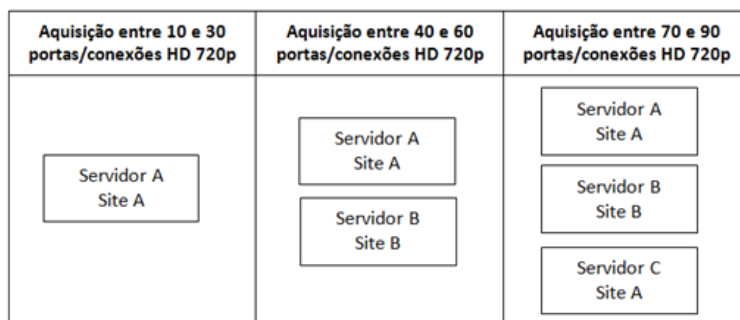 Aquisição entre 10 e 30
portas/conexões HD 720p
Aquisição entre 40 e 60
portas/conexões HD 720p
Aquisição entre 70 e 90
portas/conexões HD 720p
Servidor A
Site A
Servidor A
Site A
Servidor B
Site B
Servidor A
Site A
Servidor B
Site B
Servidor C
Site A